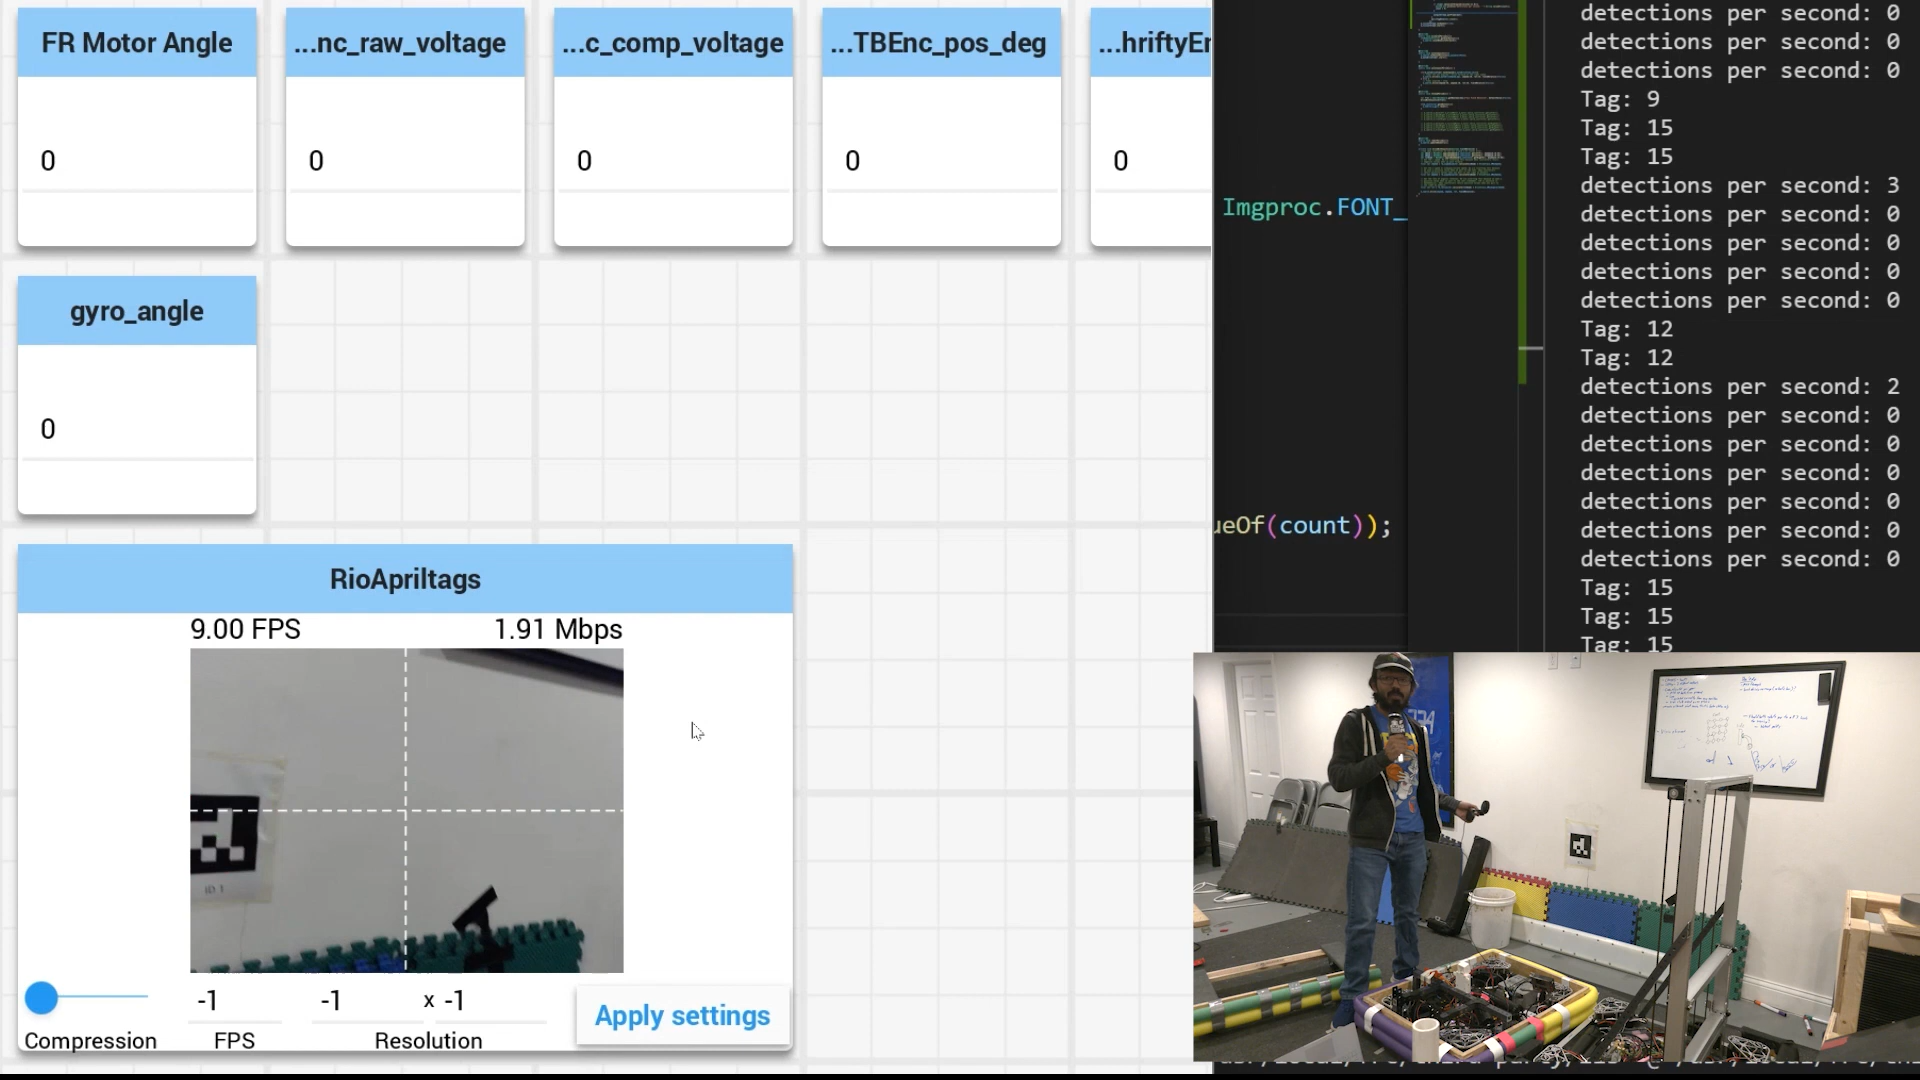 FR Motor Angle
...nc_raw_voltage
...c_comp_voltage
...TBEnc_pos_deg
...hriftyEr
0
0
0
0
0
gyro_angle
0
RioApriltags
9.00 FPS
1.91 Mbps
ID 1
-1
-1
x -1
Apply settings
Compression
FPS
Resolution
Imgproc.FONT_
ueOf(count));
detections per second: 0
detections per second: 0
detections per second: 0
Tag: 9
Tag: 15
Tag: 15
detections per second: 3
detections per second: 0
detections per second: 0
detections per second: 0
detections per second: 0
Tag: 12
Tag: 12
detections per second: 2
detections per second: 0
detections per second: 0
detections per second: 0
detections per second: 0
detections per second: 0
detections per second: 0
Tag: 15
Tag: 15
Tag: 15